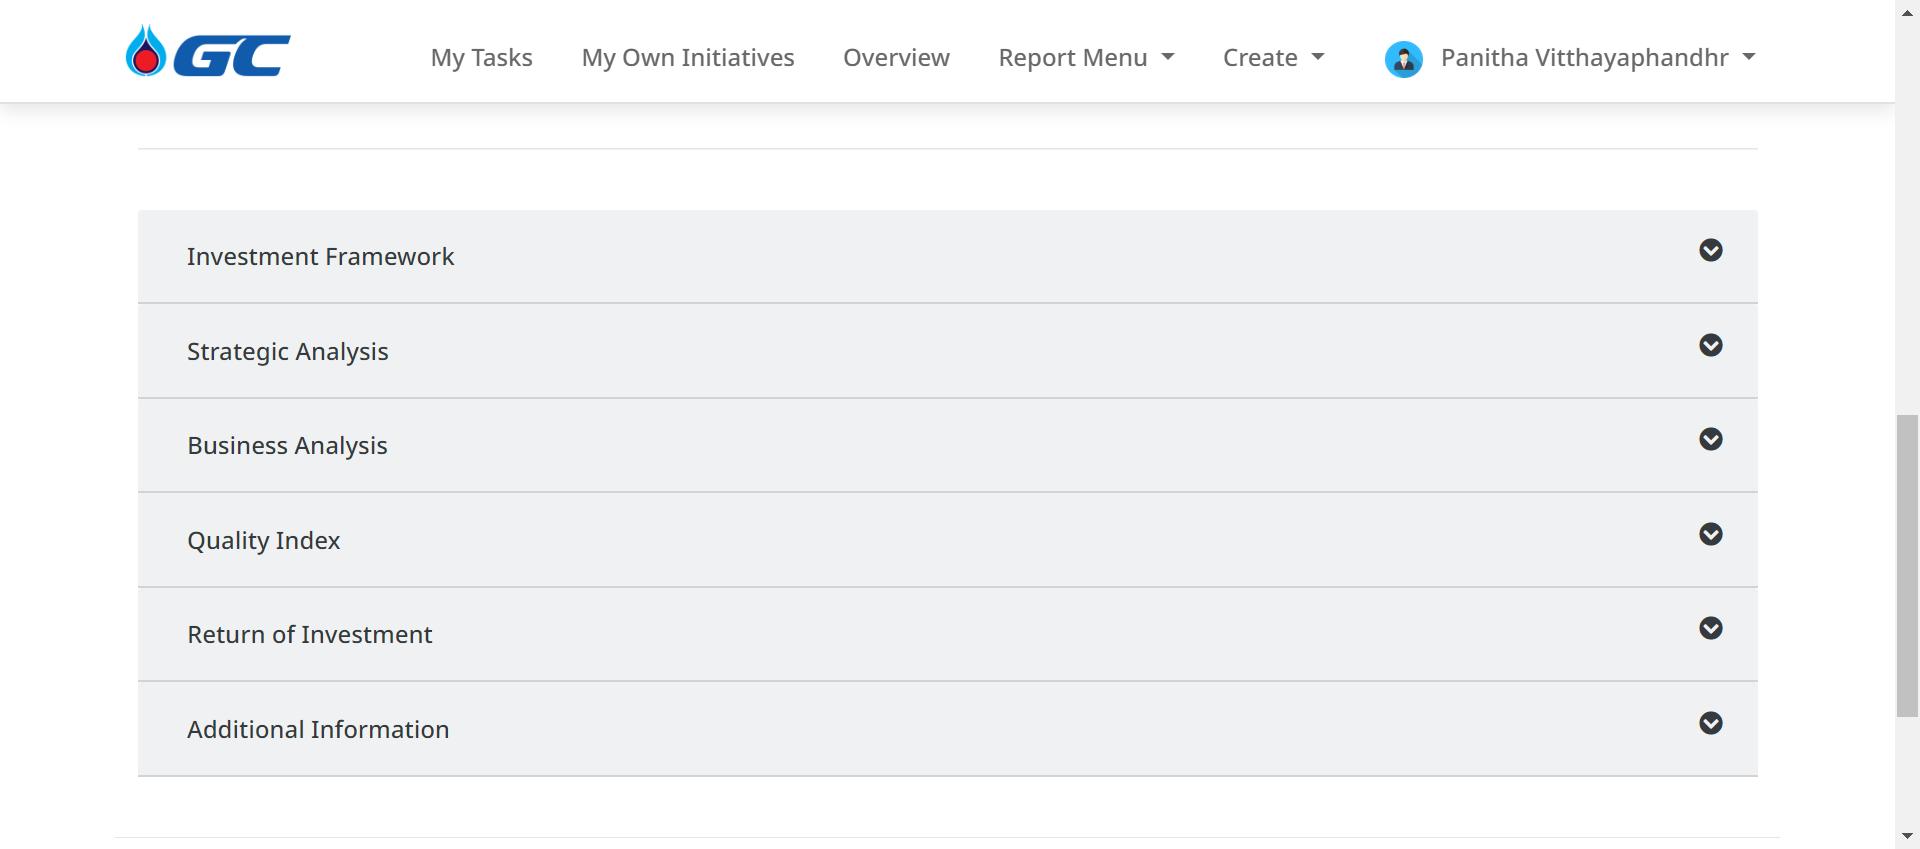 GC
My Tasks
My Own Initiatives
Overview
Report Menu
Create
Panitha Vitthayaphandhr
Investment Framework
Strategic Analysis
Business Analysis
Quality Index
Return of Investment
Additional Information